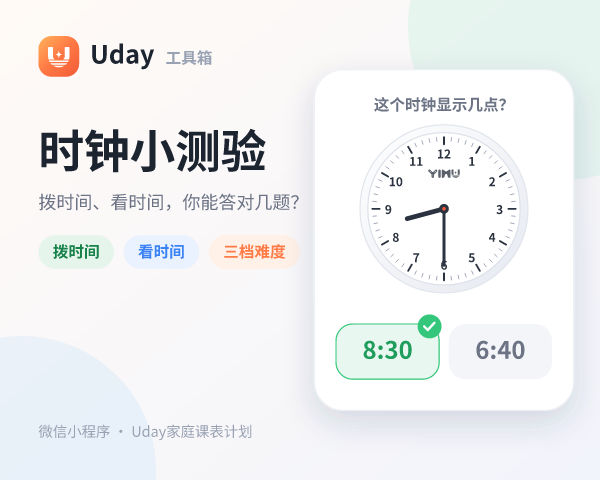 Uday 工具箱
时钟小测验
拨时间、看时间，你能答对几题？
拨时间 看时间 三档难度
微信小程序 · Uday家庭课表计划
这个时钟显示几点？
12
11 1
YIMU
10 2
9 3
8 4
7 5
6
8:30 6:40